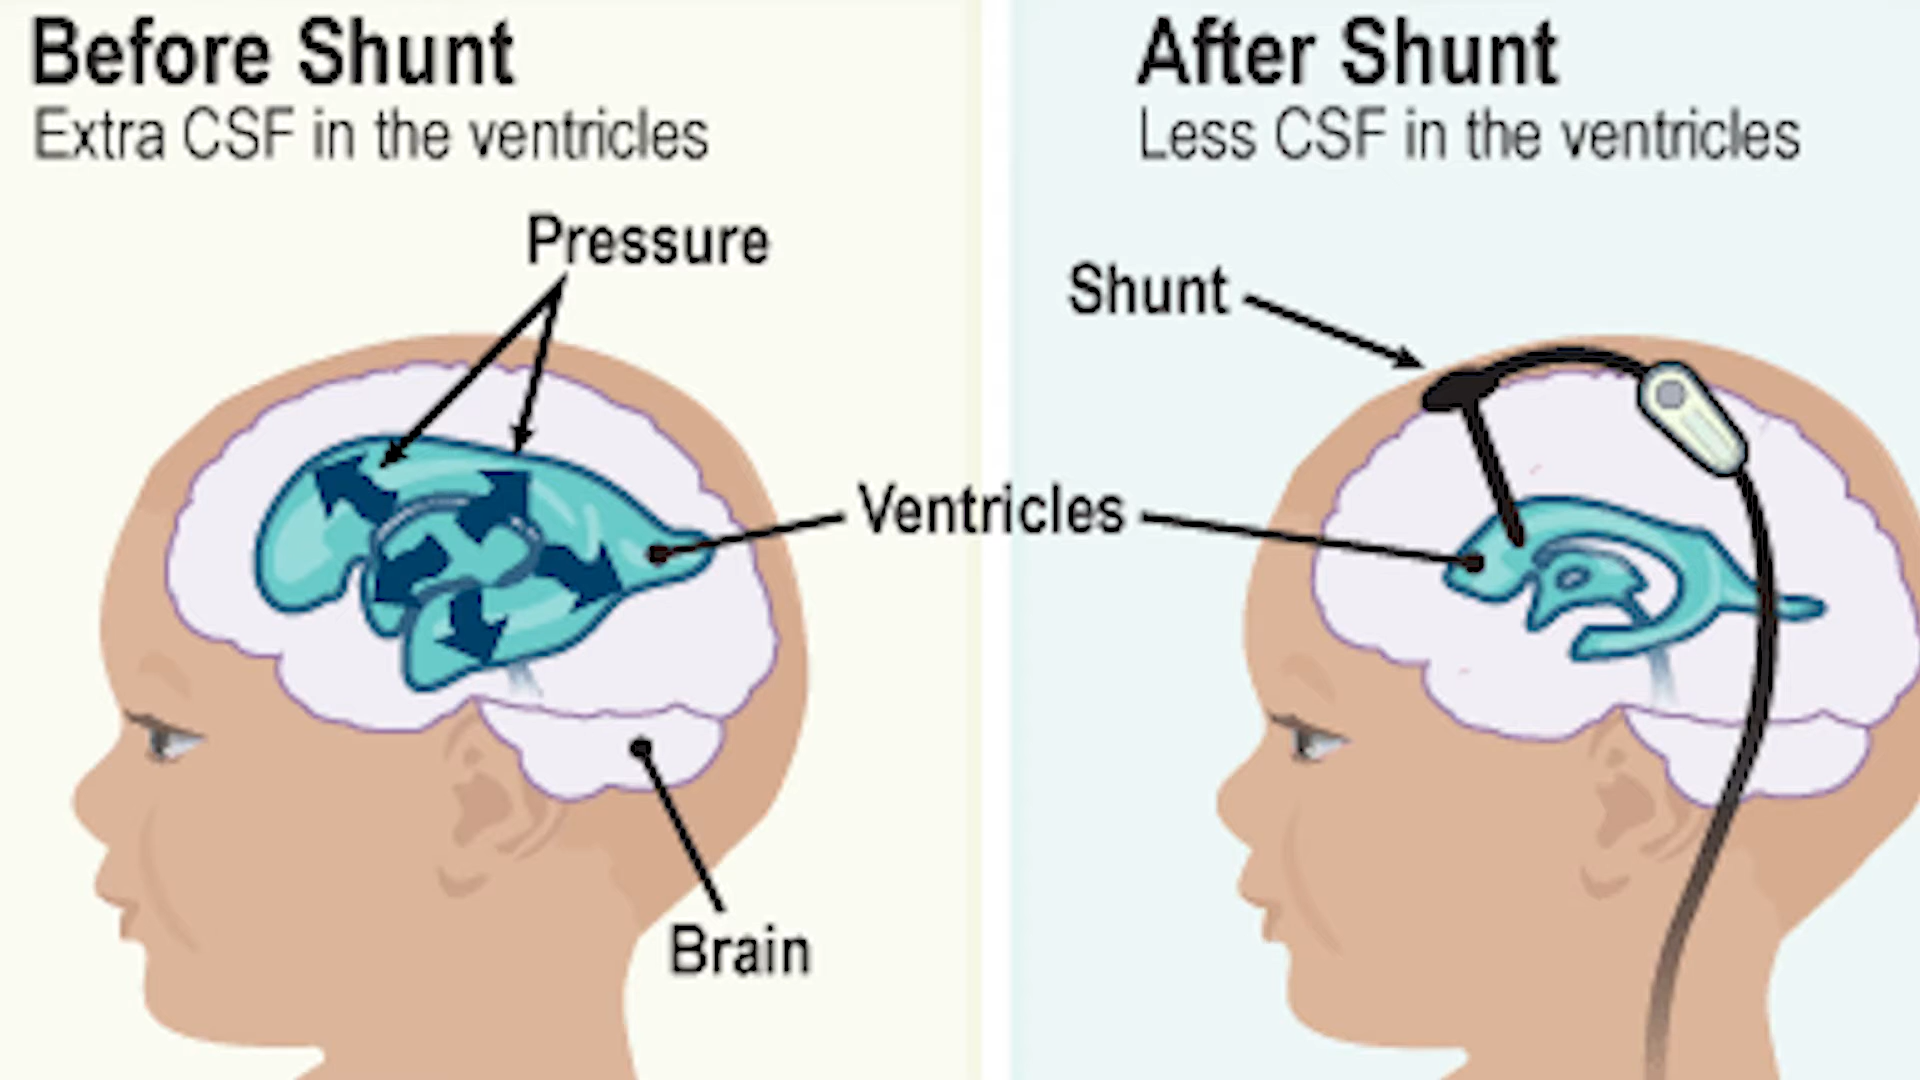 Before Shunt
Extra CSF in the ventricles
Pressure
Ventricles
Brain
After Shunt
Less CSF in the ventricles
Shunt